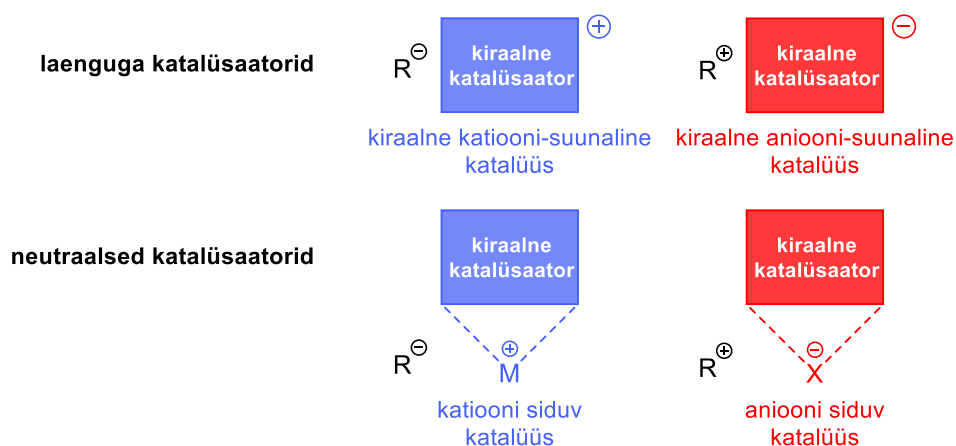 laenguga katalüsaatorid
R⊖
kiraalne
katalüsaator
⊕
R⊕
kiraalne
katalüsaator
⊖
kiraalne katiooni-suunaline
katalüüs
kiraalne aniooni-suunaline
katalüüs
neutraalsed katalüsaatorid
kiraalne
katalüsaator
R⊖
⊕
M
katiooni siduv
katalüüs
kiraalne
katalüsaator
R⊕
⊖
X
aniooni siduv
katalüüs